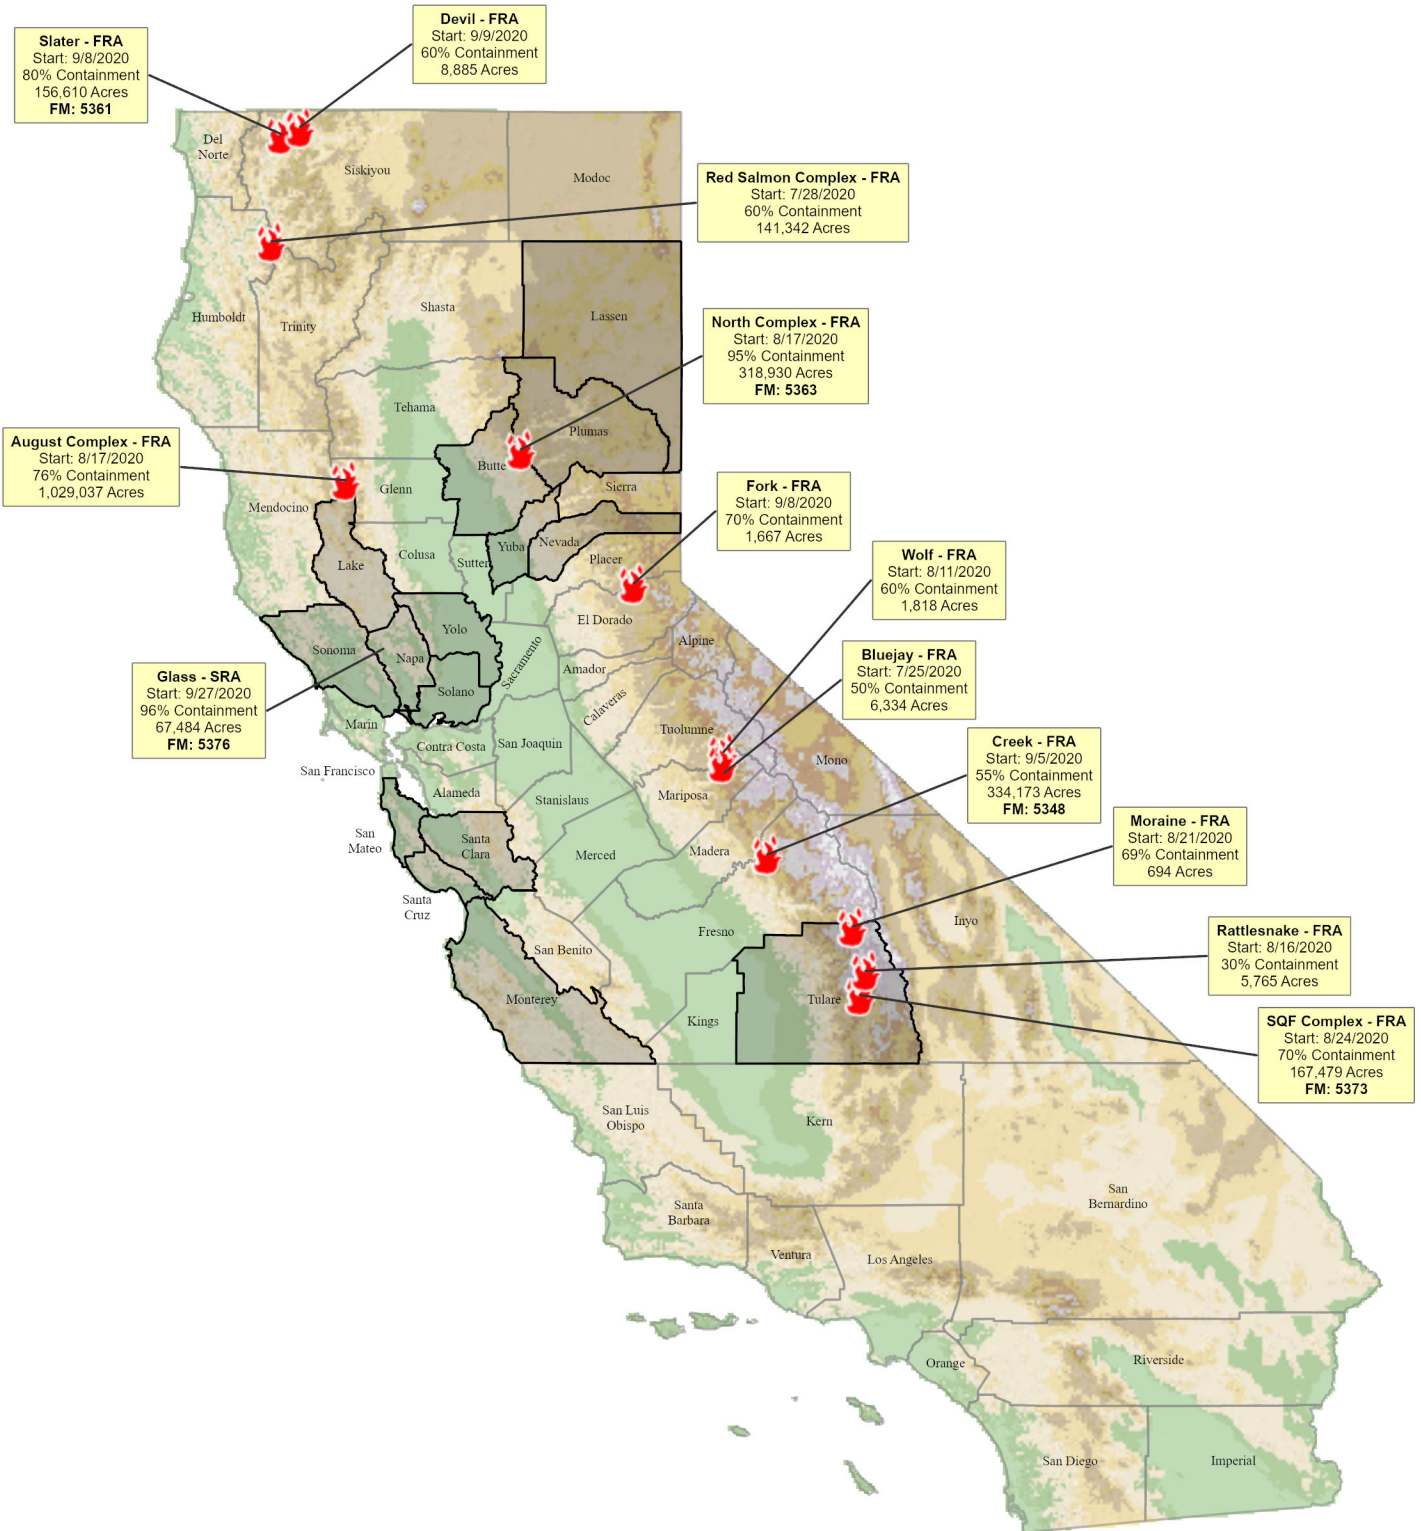 Devil - FRA
Start: 9/9/2020
60% Containment
8,885 Acres
Slater - FRA
Start: 9/8/2020
80% Containment
156,610 Acres
FM: 5361
Del
Norte
Siskiyou
Modoc
Red Salmon Complex - FRA
Start: 7/28/2020
60% Containment
141,342 Acres
Humboldt
Trinity
Shasta
Lassen
North Complex - FRA
Start: 8/17/2020
95% Containment
318,930 Acres
FM: 5363
Tehama
Plumas
Butte
August Complex - FRA
Start: 8/17/2020
76% Containment
1,029,037 Acres
Glenn
Sierra
Mendocino
Fork - FRA
Start: 9/8/2020
70% Containment
1,667 Acres
Colusa
Sutter
Yuba
Nevada
Placer
Lake
Wolf - FRA
Start: 8/11/2020
60% Containment
1,818 Acres
El Dorado
Yolo
Alpine
Sonoma
Napa
Sacramento
Amador
Solano
Calaveras
Bluejay - FRA
Start: 7/25/2020
50% Containment
6,334 Acres
Glass - SRA
Start: 9/27/2020
96% Containment
67,484 Acres
FM: 5376
Marin
Tuolumne
Contra Costa
San Joaquin
Mono
San Francisco
Alameda
Stanislaus
Mariposa
Creek - FRA
Start: 9/5/2020
55% Containment
334,173 Acres
FM: 5348
San
Mateo
Santa
Clara
Merced
Madera
Moraine - FRA
Start: 8/21/2020
69% Containment
694 Acres
Santa
Cruz
Fresno
Inyo
San Benito
Rattlesnake - FRA
Start: 8/16/2020
30% Containment
5,765 Acres
Monterey
Tulare
Kings
SQF Complex - FRA
Start: 8/24/2020
70% Containment
167,479 Acres
FM: 5373
San Luis
Obispo
Kern
San
Bernardino
Santa
Barbara
Ventura
Los Angeles
Orange
Riverside
San Diego
Imperial